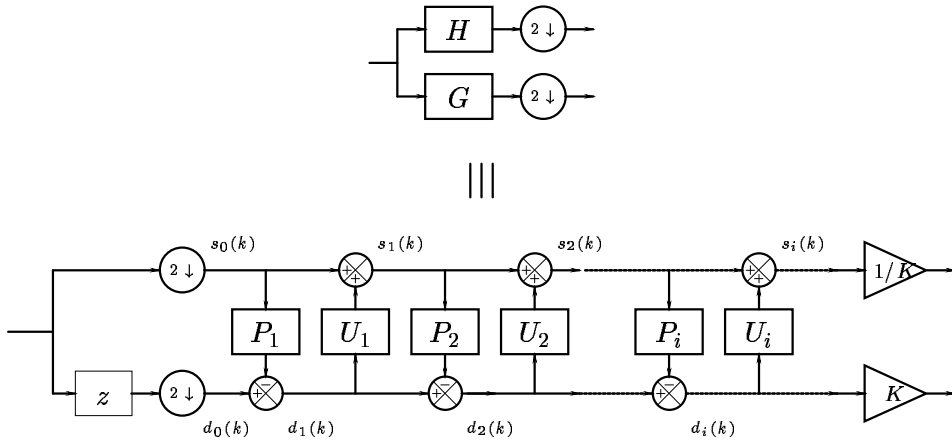 H 2 ↓
G 2 ↓
s₀(k) s₁(k) s₂(k) sᵢ(k)
2 ↓ + + + + + + 1/K
P₁ U₁ P₂ U₂ Pᵢ Uᵢ
z 2 ↓ + − + − + − K
d₀(k) d₁(k) d₂(k) dᵢ(k)